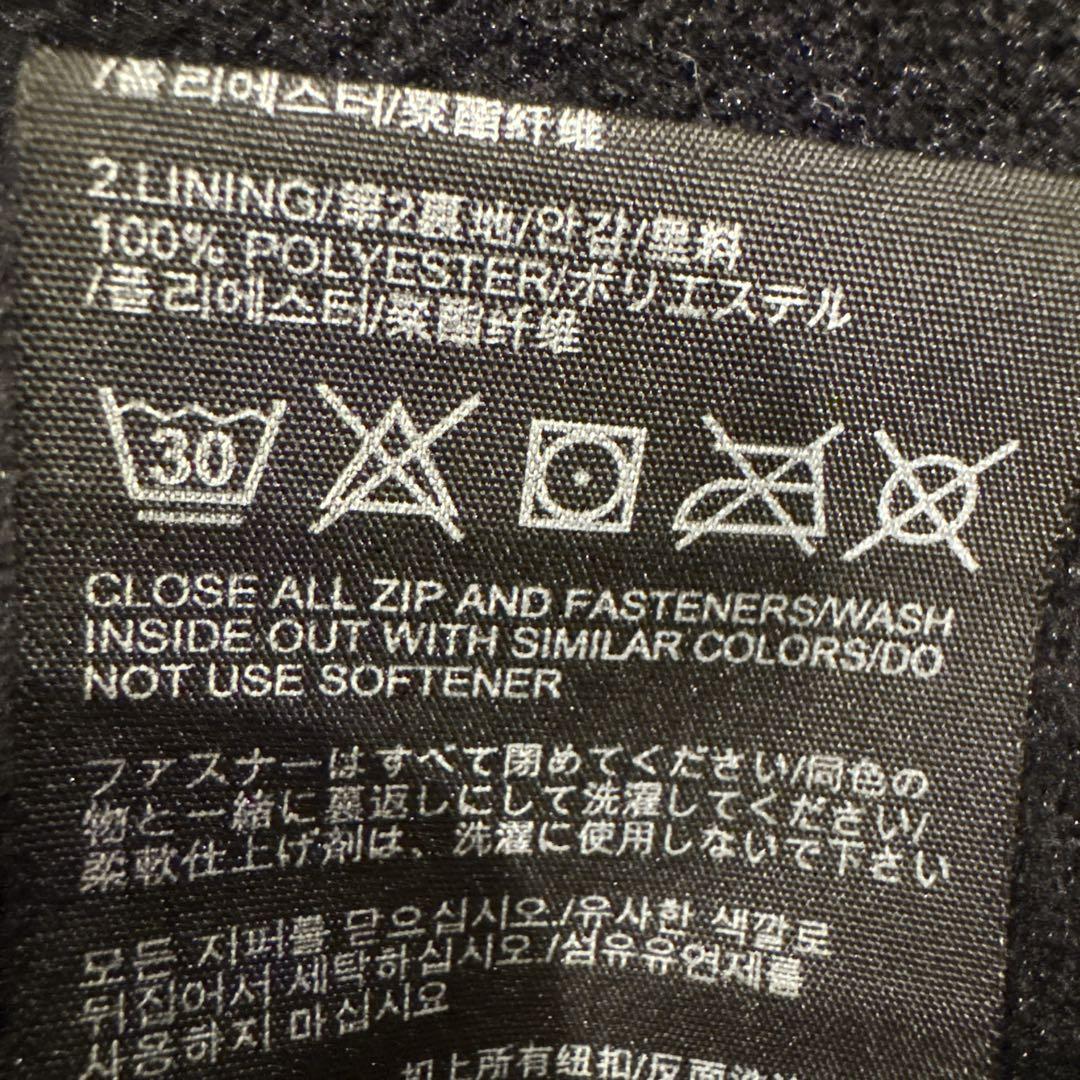 /폴리에스터/聚酯纤维
2.LINING/第2裏地/안감/里料
100% POLYESTER/ポリエステル
/폴리에스터/聚酯纤维
30
CLOSE ALL ZIP AND FASTENERS/WASH
INSIDE OUT WITH SIMILAR COLORS/DO
NOT USE SOFTENER
ファスナーはすべて閉めてください/同色の
物と一緒に裏返しにして洗濯してください/
柔軟仕上げ剤は、洗濯に使用しないで下さい
모든 지퍼를 닫으십시오/유사한 색깔로
뒤집어서 세탁하십시오/섬유유연제를
사용하지 마십시오
扣上所有纽扣/反面洗